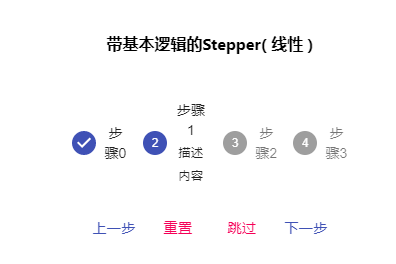 带基本逻辑的Stepper( 线性 )
步
骤0
2
步骤
1
描述
内容
3
步
骤2
4
步
骤3
上一步 重置 跳过 下一步